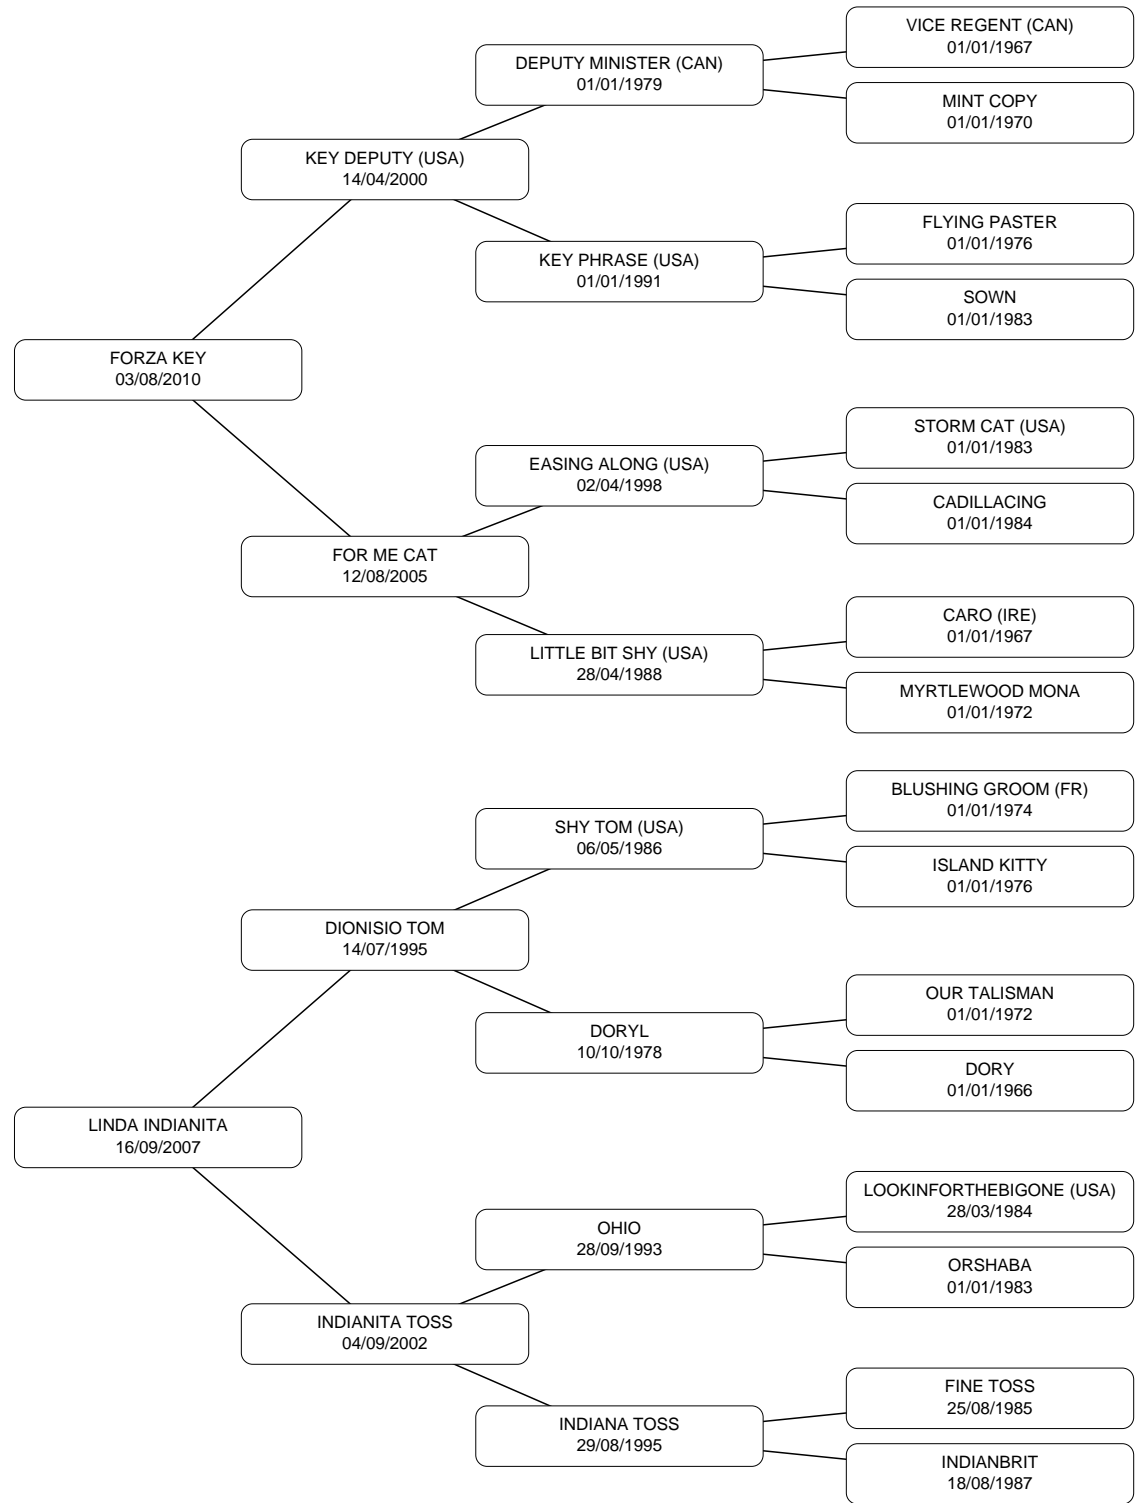 VICE REGENT (CAN)
01/01/1967
DEPUTY MINISTER (CAN)
01/01/1979
MINT COPY
01/01/1970
KEY DEPUTY (USA)
14/04/2000
FLYING PASTER
01/01/1976
KEY PHRASE (USA)
01/01/1991
SOWN
01/01/1983
FORZA KEY
03/08/2010
STORM CAT (USA)
01/01/1983
EASING ALONG (USA)
02/04/1998
CADILLACING
01/01/1984
FOR ME CAT
12/08/2005
CARO (IRE)
01/01/1967
LITTLE BIT SHY (USA)
28/04/1988
MYRTLEWOOD MONA
01/01/1972
BLUSHING GROOM (FR)
01/01/1974
SHY TOM (USA)
06/05/1986
ISLAND KITTY
01/01/1976
DIONISIO TOM
14/07/1995
OUR TALISMAN
01/01/1972
DORYL
10/10/1978
DORY
01/01/1966
LINDA INDIANITA
16/09/2007
LOOKINFORTHEBIGONE (USA)
28/03/1984
OHIO
28/09/1993
ORSHABA
01/01/1983
INDIANITA TOSS
04/09/2002
FINE TOSS
25/08/1985
INDIANA TOSS
29/08/1995
INDIANBRIT
18/08/1987